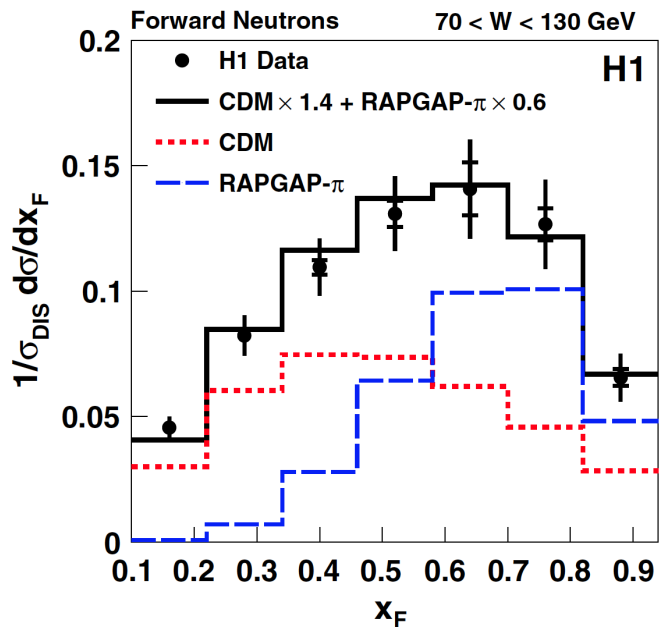 Forward Neutrons 70 < W < 130 GeV
H1
H1 Data
CDM × 1.4 + RAPGAP-π × 0.6
CDM
RAPGAP-π
1/σ_DIS dσ/dx_F
0.2
0.15
0.1
0.05
0
0.1 0.2 0.3 0.4 0.5 0.6 0.7 0.8 0.9
x_F